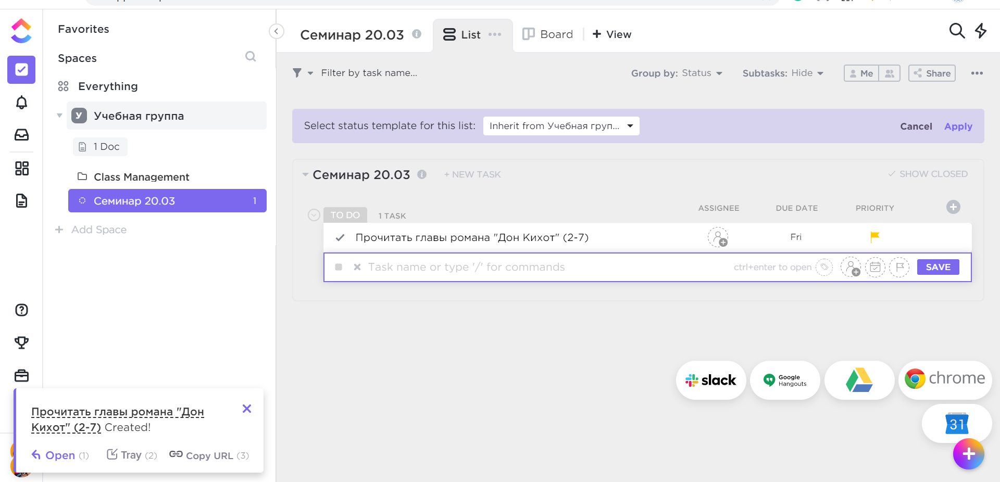 Favorites
Spaces
Everything
У Учебная группа
1 Doc
Class Management
Семинар 20.03 1
+ Add Space
Семинар 20.03
List
Board
+ View
Filter by task name...
Group by: Status
Subtasks: Hide
Me
Share
Select status template for this list: Inherit from Учебная груп...
Cancel Apply
Семинар 20.03
+ NEW TASK
SHOW CLOSED
TO DO 1 TASK ASSIGNEE DUE DATE PRIORITY
Прочитать главы романа "Дон Кихот" (2-7) Fri
Task name or type '/' for commands ctrl+enter to open SAVE
slack
Google
Hangouts
chrome
31
Прочитать главы романа "Дон
Кихот" (2-7) Created!
Open (1) Tray (2) Copy URL (3)